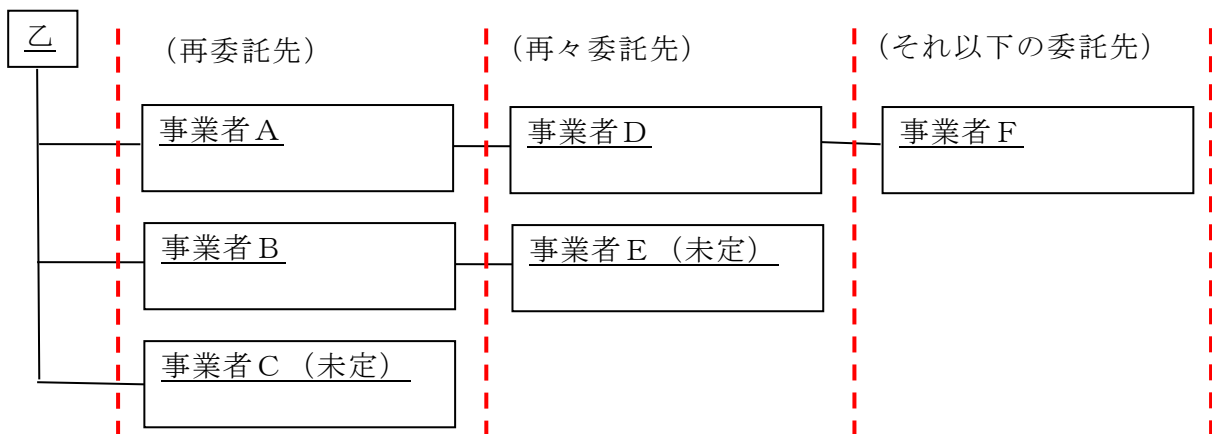 乙
(再委託先)
(再々委託先)
(それ以下の委託先)
事業者A
事業者D
事業者F
事業者B
事業者E (未定)
事業者C (未定)